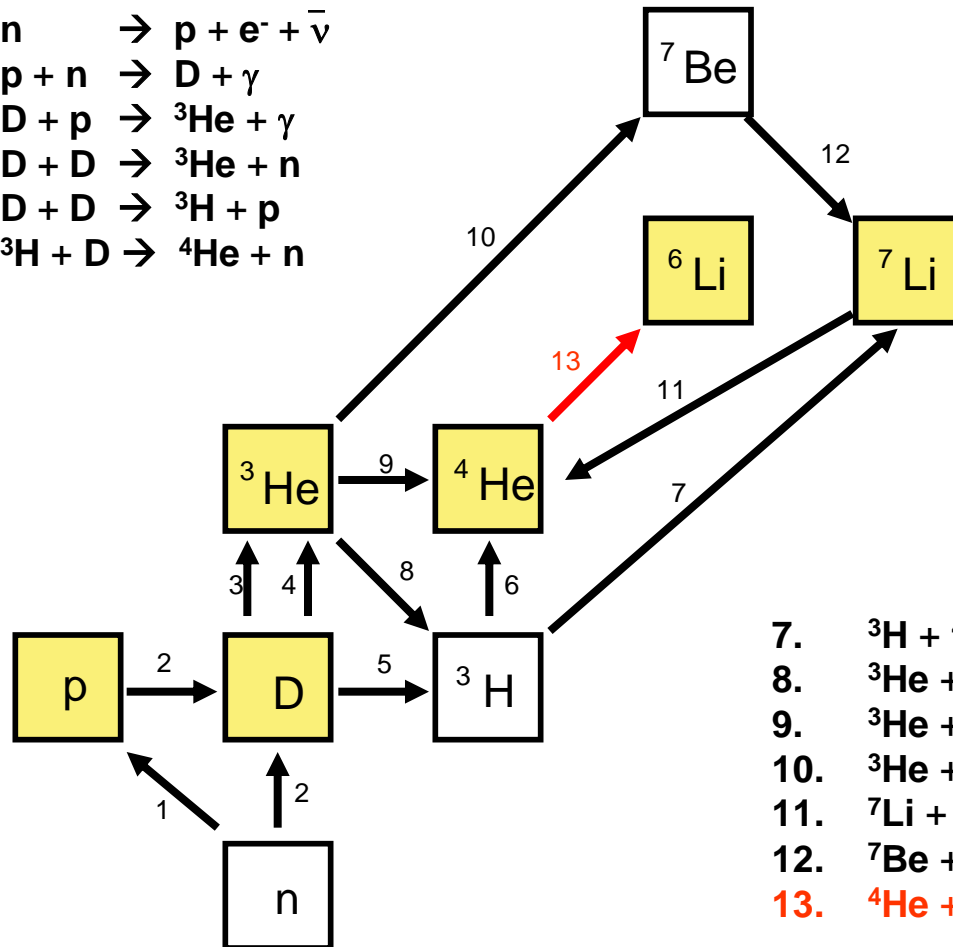 n → p + e⁻ + ν̅
p + n → D + γ
D + p → ³He + γ
D + D → ³He + n
D + D → ³H + p
³H + D → ⁴He + n
⁷Be
12
10
⁶Li
⁷Li
13
11
³He
9
⁴He
7
3
4
8
6
p
2
D
5
³H
1
2
n
7. ³H +
8. ³He +
9. ³He +
10. ³He +
11. ⁷Li +
12. ⁷Be +
13. ⁴He +